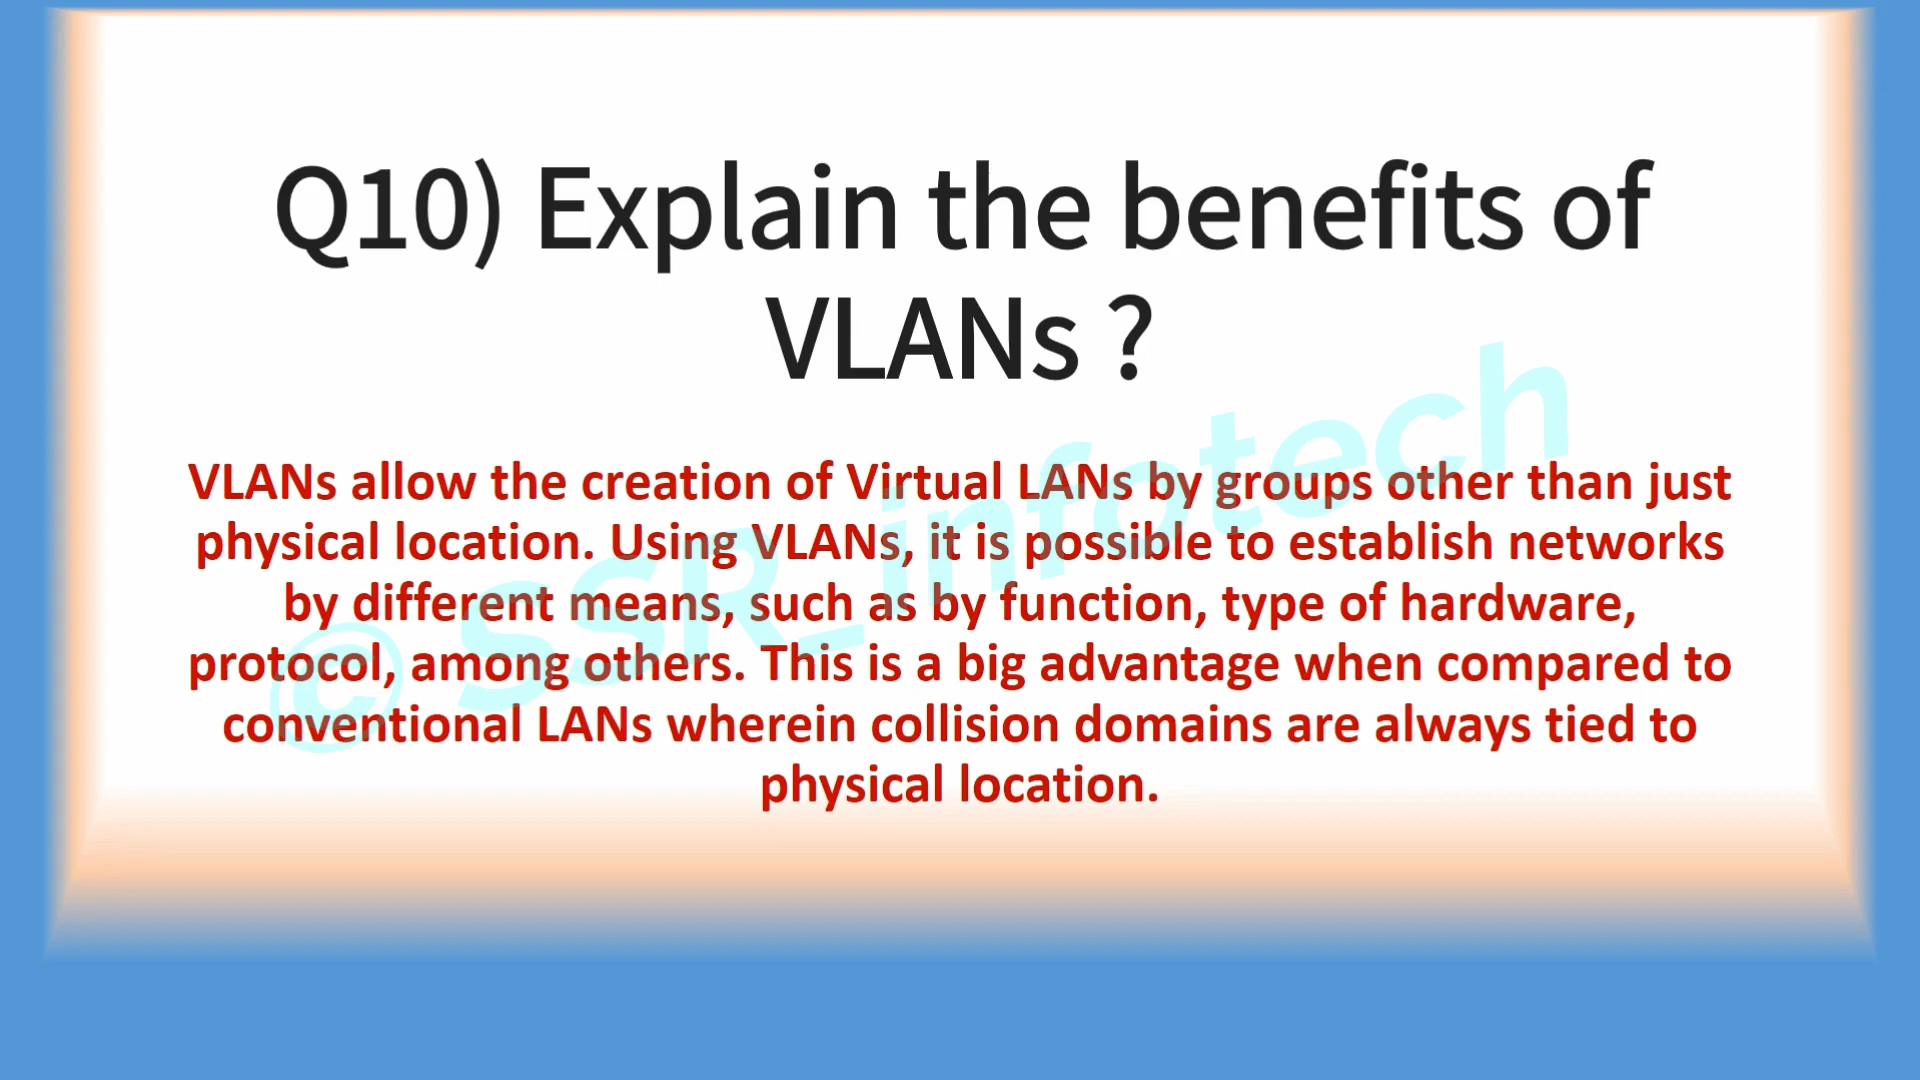 Q10) Explain the benefits of
VLANs ?
VLANs allow the creation of Virtual LANs by groups other than just
physical location. Using VLANs, it is possible to establish networks
by different means, such as by function, type of hardware,
protocol, among others. This is a big advantage when compared to
conventional LANs wherein collision domains are always tied to
physical location.
© SSR_infotech